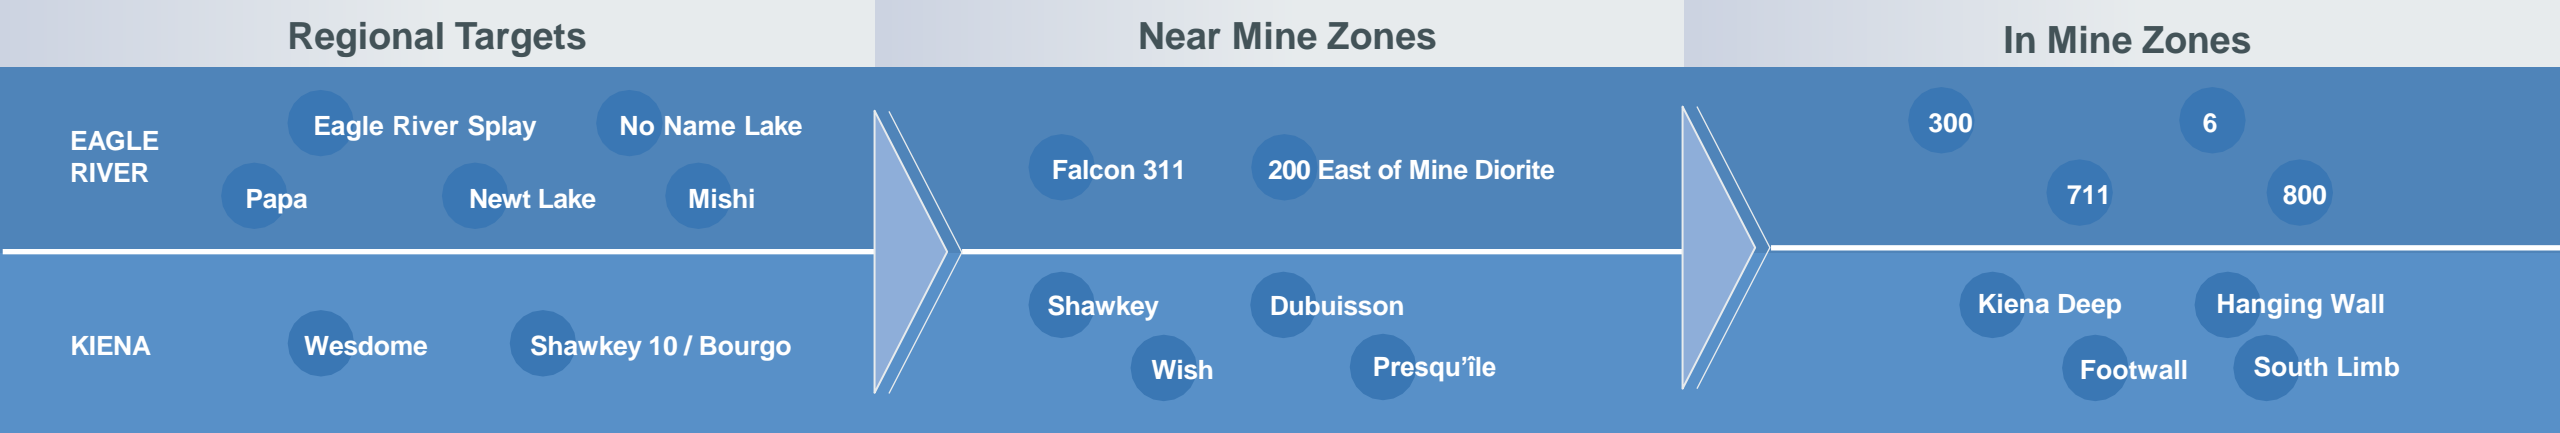 Regional Targets
Near Mine Zones
In Mine Zones
EAGLE
RIVER
Eagle River Splay
No Name Lake
Papa
Newt Lake
Mishi
Falcon 311
200 East of Mine Diorite
300
6
711
800
KIENA
Wesdome
Shawkey 10 / Bourgo
Shawkey
Dubuisson
Wish
Presqu’île
Kiena Deep
Hanging Wall
Footwall
South Limb